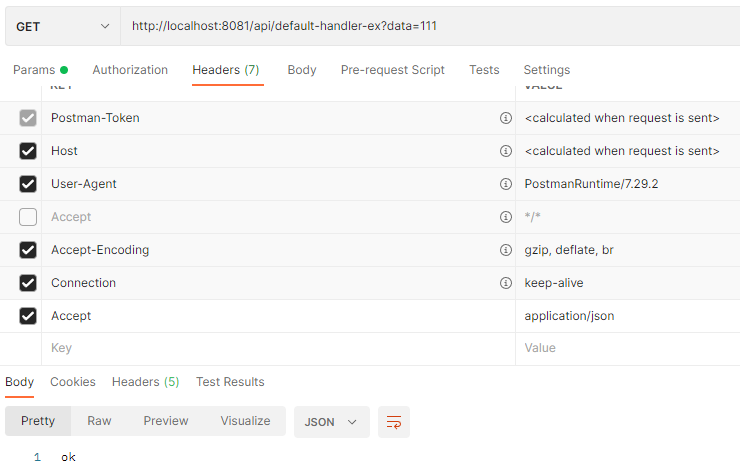 GET http://localhost:8081/api/default-handler-ex?data=111
Params Authorization Headers (7) Body Pre-request Script Tests Settings
KEY VALUE
Postman-Token <calculated when request is sent>
Host <calculated when request is sent>
User-Agent PostmanRuntime/7.29.2
Accept */*
Accept-Encoding gzip, deflate, br
Connection keep-alive
Accept application/json
Key Value
Body Cookies Headers (5) Test Results
Pretty Raw Preview Visualize JSON
1 ok